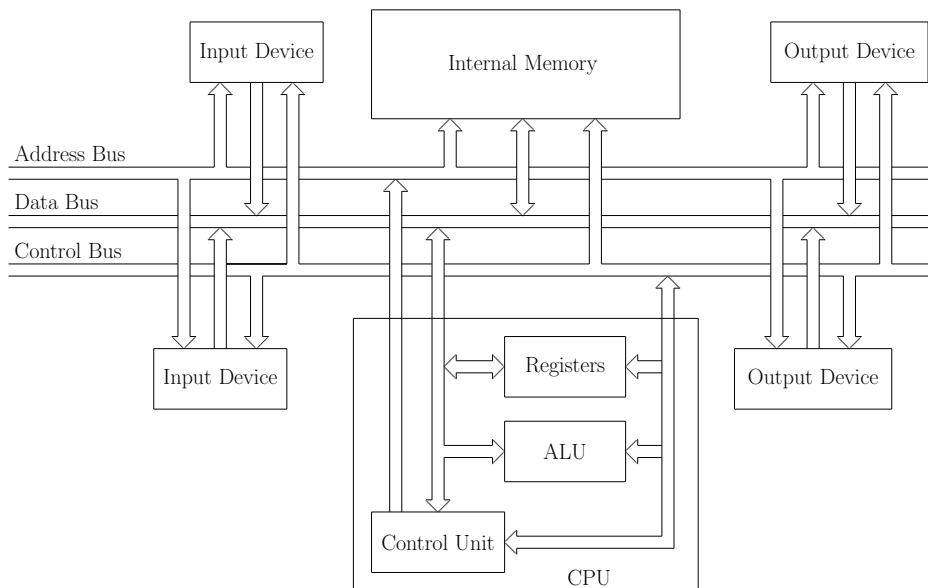 Input Device
Internal Memory
Output Device
Address Bus
Data Bus
Control Bus
Input Device
Registers
Output Device
ALU
Control Unit
CPU